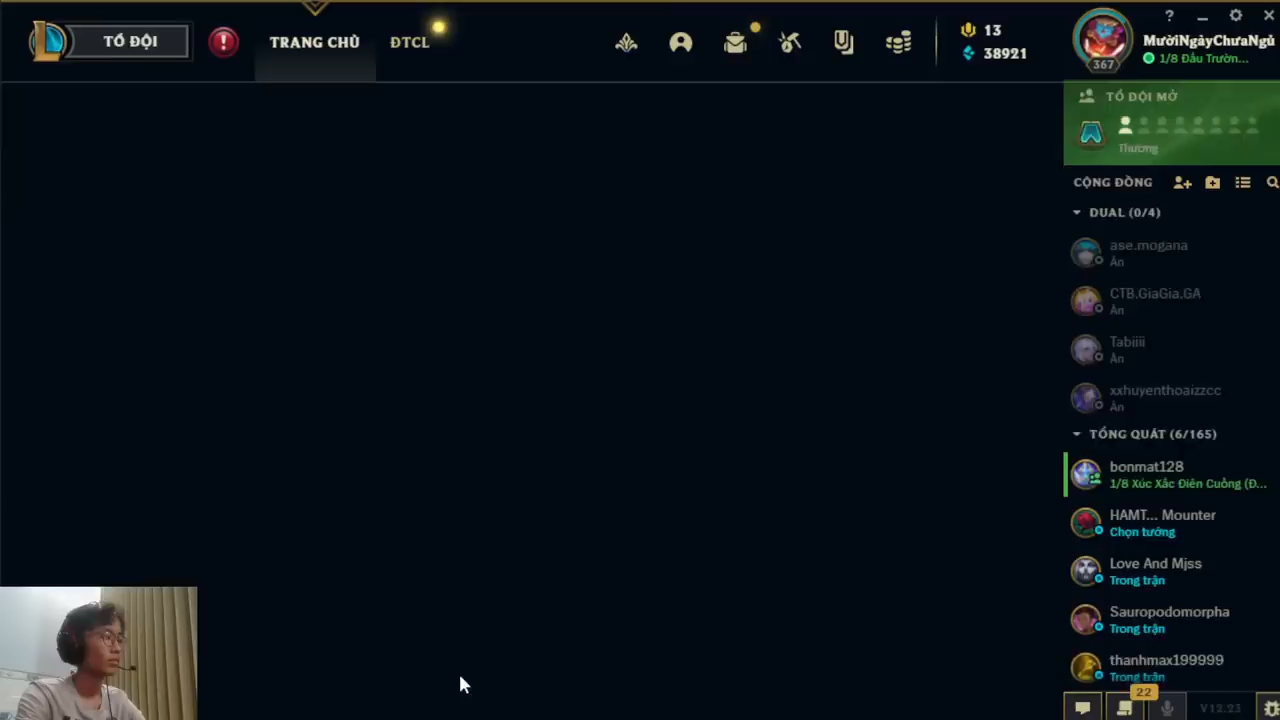 TỔ ĐỘI
TRANG CHỦ
ĐTCL
13
38921
367
MườiNgàyChưaNgủ
1/8 Đấu Trườn...
TỔ ĐỘI MỞ
Thường
CỘNG ĐỒNG
DUAL (0/4)
ase.mogana
Ẩn
CTB.GiaGia.GA
Ẩn
Tabiiii
Ẩn
xxhuyenthoaizzcc
Ẩn
TỔNG QUÁT (6/165)
bonmat128
1/8 Xúc Xắc Điên Cuồng (Đ...
HAMT... Mounter
Chọn tướng
Love And Mjss
Trong trận
Sauropodomorpha
Trong trận
thanhmax199999
Trong trận
22
V12.23